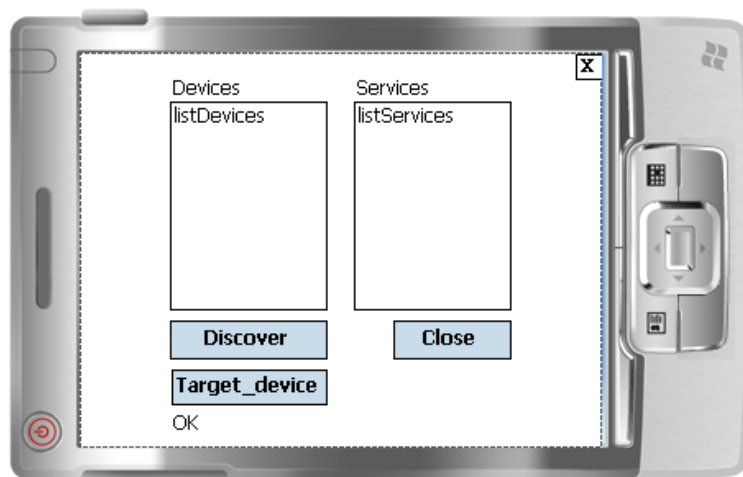 X
Devices
Services
listDevices
listServices
Discover
Close
Target_device
OK